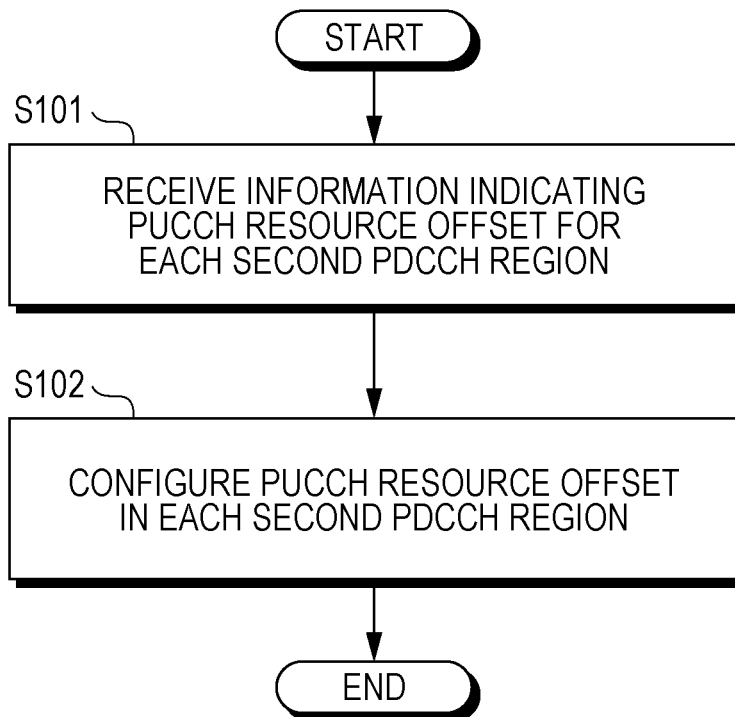 START
S101
RECEIVE INFORMATION INDICATING
PUCCH RESOURCE OFFSET FOR
EACH SECOND PDCCH REGION
S102
CONFIGURE PUCCH RESOURCE OFFSET
IN EACH SECOND PDCCH REGION
END